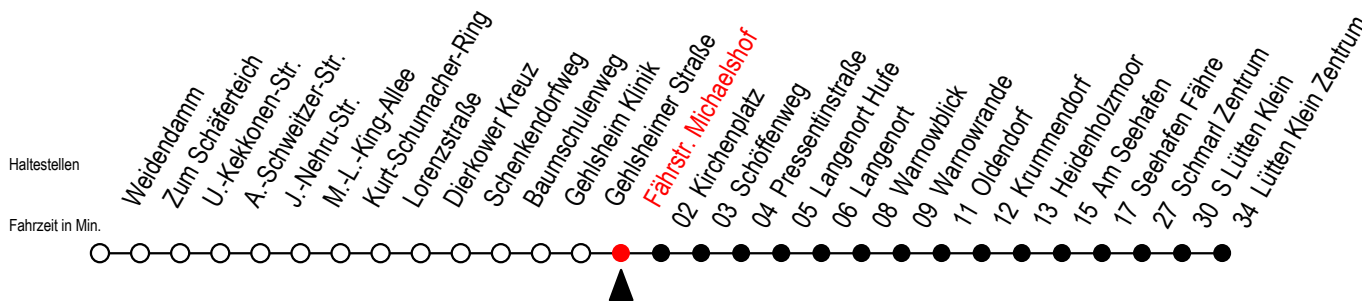 Haltestellen
Fahrzeit in Min.
Weidendamm
Zum Schäferteich
U.-Kekkonen-Str.
A.-Schweitzer-Str.
J.-Nehru-Str.
M.-L.-King-Allee
Kurt-Schumacher-Ring
Lorenzstraße
Dierkower Kreuz
Schenkendorfweg
Baumschulenweg
Gehlsheim Klinik
Gehlsheimer Straße
Fährstr. Michaelshof
02 Kirchenplatz
03 Schöffenweg
04 Pressentinstraße
05 Langenort Hufe
06 Langenort
08 Warnowblick
09 Warnowrande
11 Oldendorf
12 Krummendorf
13 Heidenholzmoor
15 Am Seehafen
17 Seehafen Fähre
27 Schmarl Zentrum
30 S Lütten Klein
34 Lütten Klein Zentrum